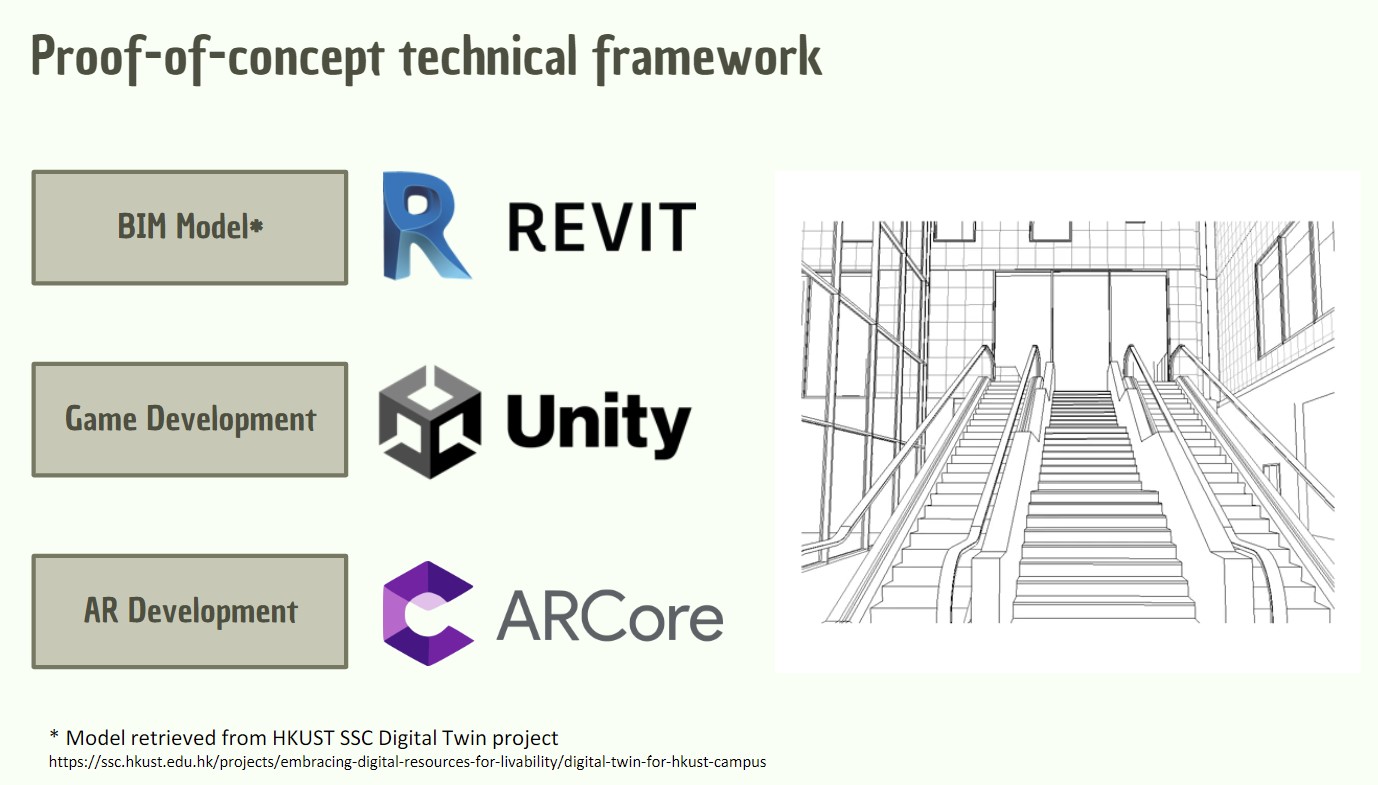 Proof-of-concept technical framework
BIM Model*
REVIT
Game Development
Unity
AR Development
ARCore
* Model retrieved from HKUST SSC Digital Twin project
https://ssc.hkust.edu.hk/projects/embracing-digital-resources-for-livability/digital-twin-for-hkust-campus